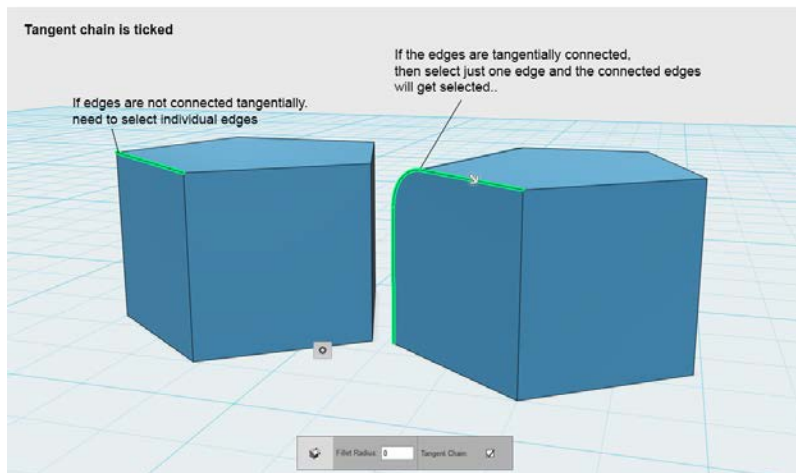 Tangent chain is ticked
If the edges are tangentially connected,
then select just one edge and the connected edges
will get selected..
If edges are not connected tangentially.
need to select individual edges
Fillet Radius: 0 Tangent Chain: